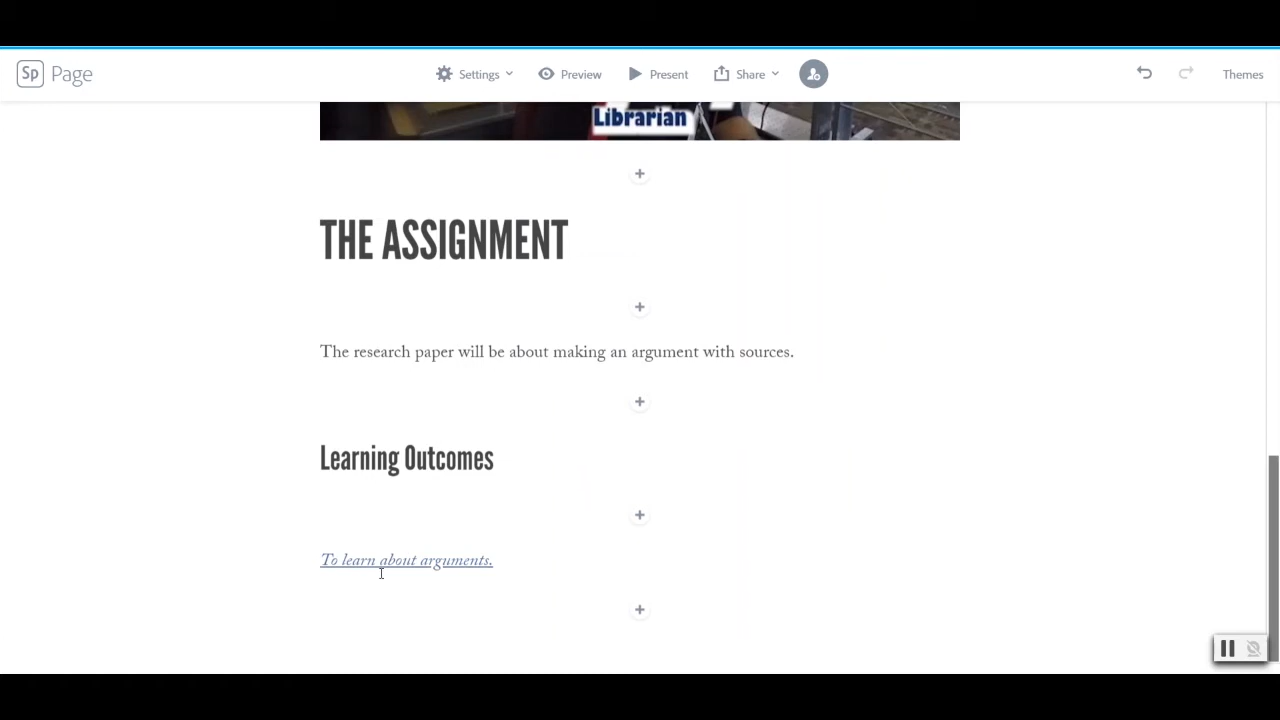 Sp Page
Settings
Preview
Present
Share
Themes
Librarian
THE ASSIGNMENT
The research paper will be about making an argument with sources.
Learning Outcomes
To learn about arguments.